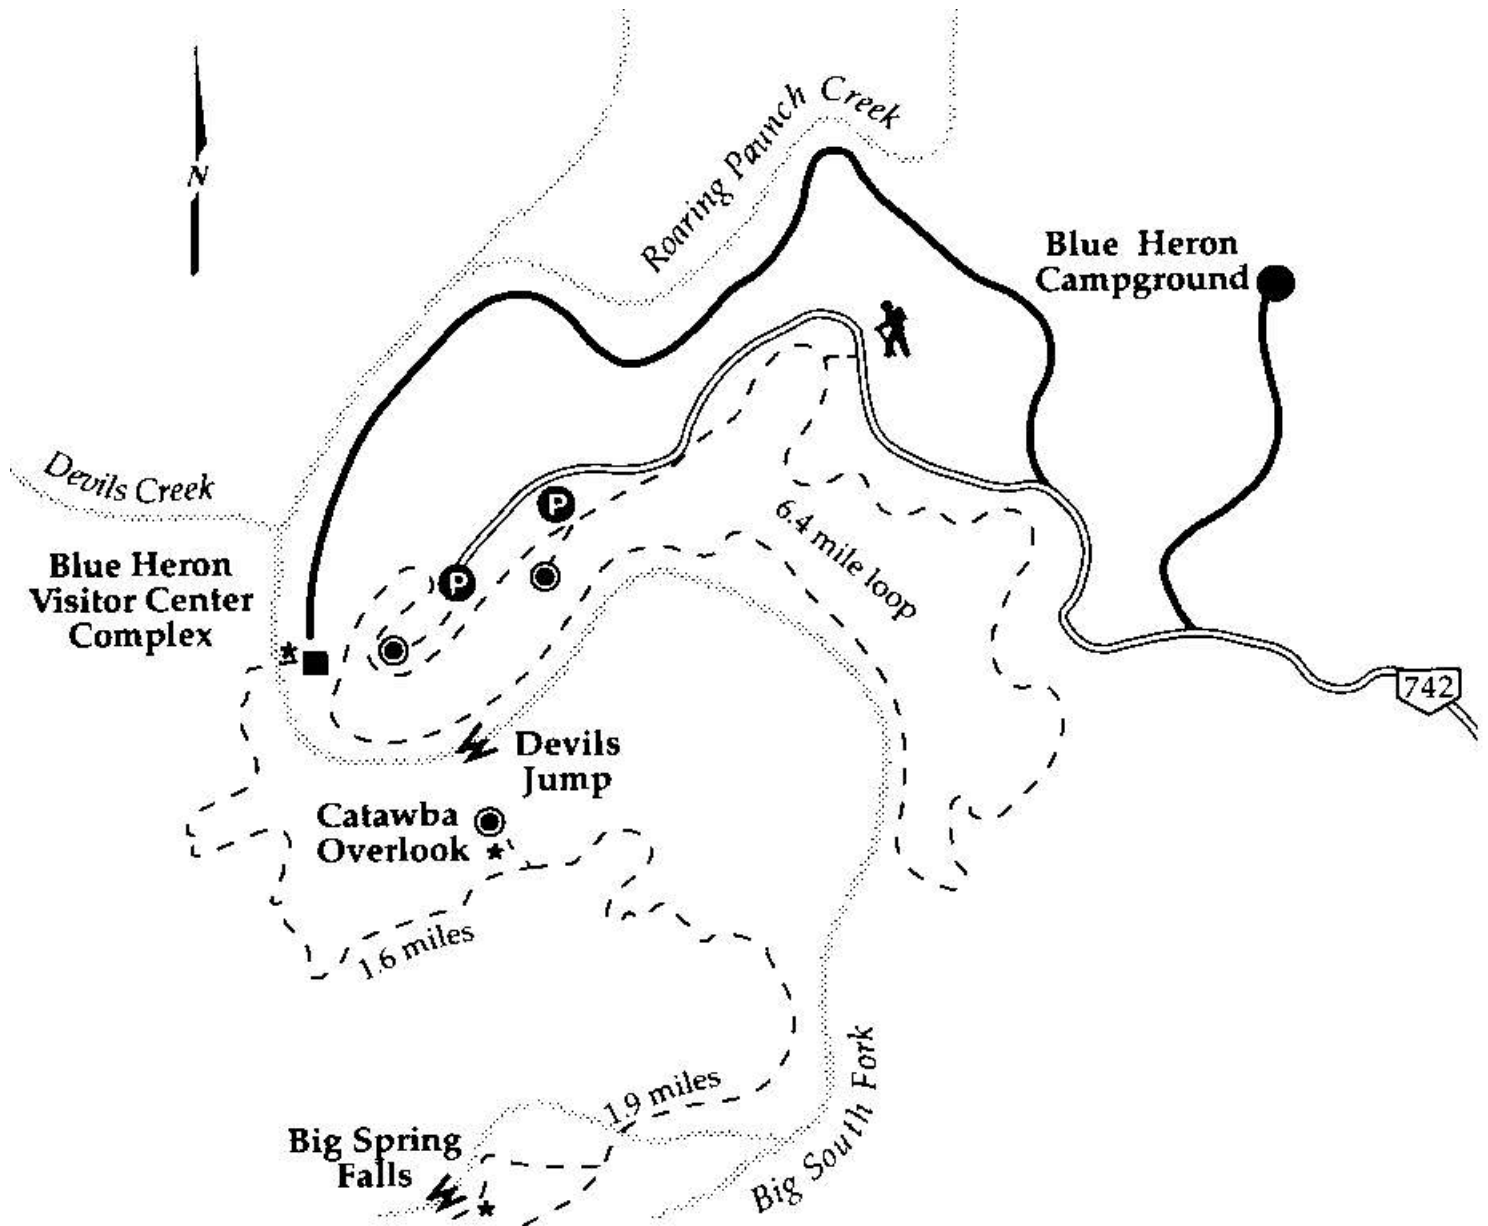 N
Roaring Paunch Creek
Blue Heron
Campground
Devils Creek
P
P
6.4 mile loop
Blue Heron
Visitor Center
Complex
742
Devils
Jump
Catawba
Overlook
1.6 miles
1.9 miles
Big South Fork
Big Spring
Falls